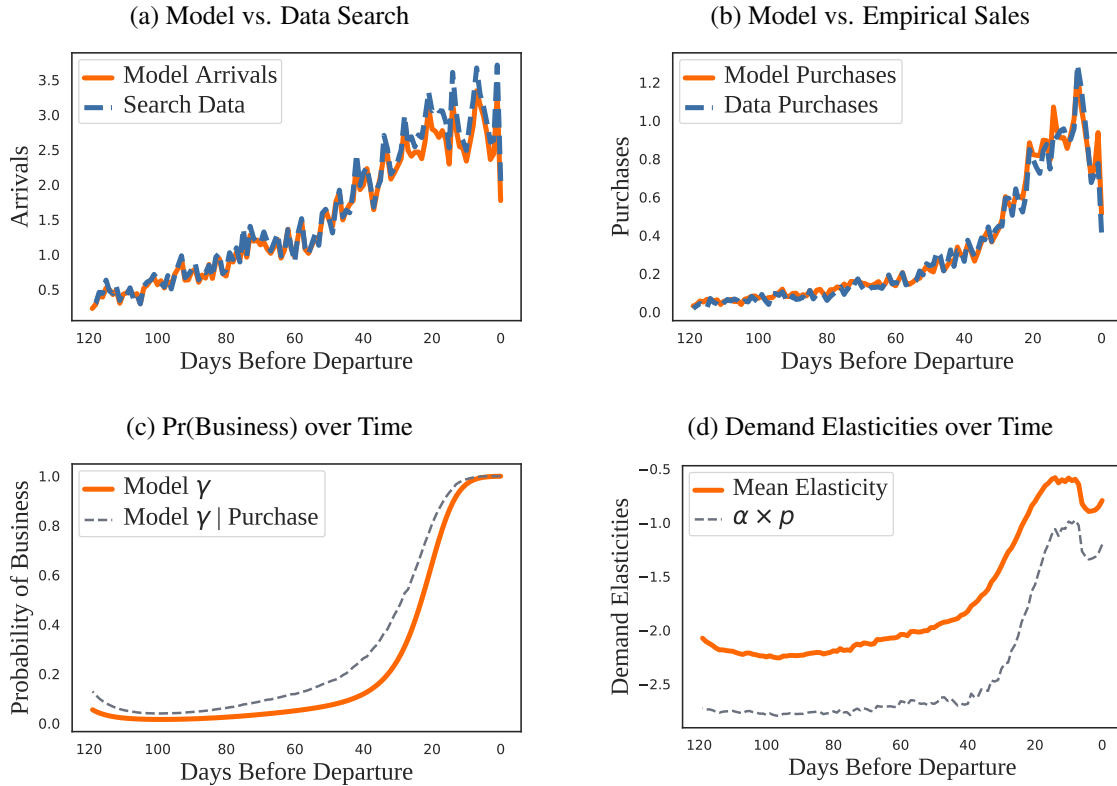 (a) Model vs. Data Search
Model Arrivals
Search Data
Arrivals
3.5
3.0
2.5
2.0
1.5
1.0
0.5
120 100 80 60 40 20 0
Days Before Departure
(b) Model vs. Empirical Sales
Model Purchases
Data Purchases
Purchases
1.2
1.0
0.8
0.6
0.4
0.2
0.0
120 100 80 60 40 20 0
Days Before Departure
(c) Pr(Business) over Time
Model γ
Model γ | Purchase
Probability of Business
1.0
0.8
0.6
0.4
0.2
0.0
120 100 80 60 40 20 0
Days Before Departure
(d) Demand Elasticities over Time
Mean Elasticity
α × p
Demand Elasticities
−0.5
−1.0
−1.5
−2.0
−2.5
120 100 80 60 40 20 0
Days Before Departure